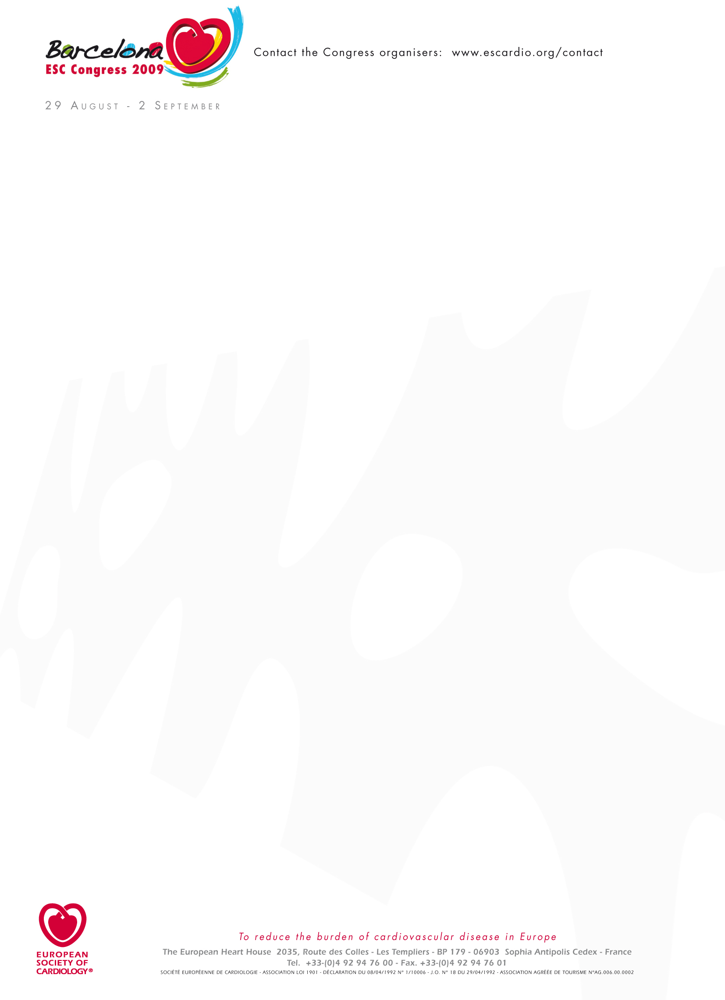 Barcelona
ESC Congress 2009
Contact the Congress organisers: www.escardio.org/contact
29 AUGUST - 2 SEPTEMBER
To reduce the burden of cardiovascular disease in Europe
The European Heart House 2035, Route des Colles - Les Templiers - BP 179 - 06903 Sophia Antipolis Cedex - France
Tel. +33-(0)4 92 94 76 00 - Fax. +33-(0)4 92 94 76 01
SOCIÉTÉ EUROPÉENNE DE CARDIOLOGIE - ASSOCIATION LOI 1901 - DÉCLARATION DU 08/04/1992 N° 1/10006 - J.O. N° 18 DU 29/04/1992 - ASSOCIATION AGRÉÉE DE TOURISME N°AG.006.00.0002
EUROPEAN
SOCIETY OF
CARDIOLOGY®